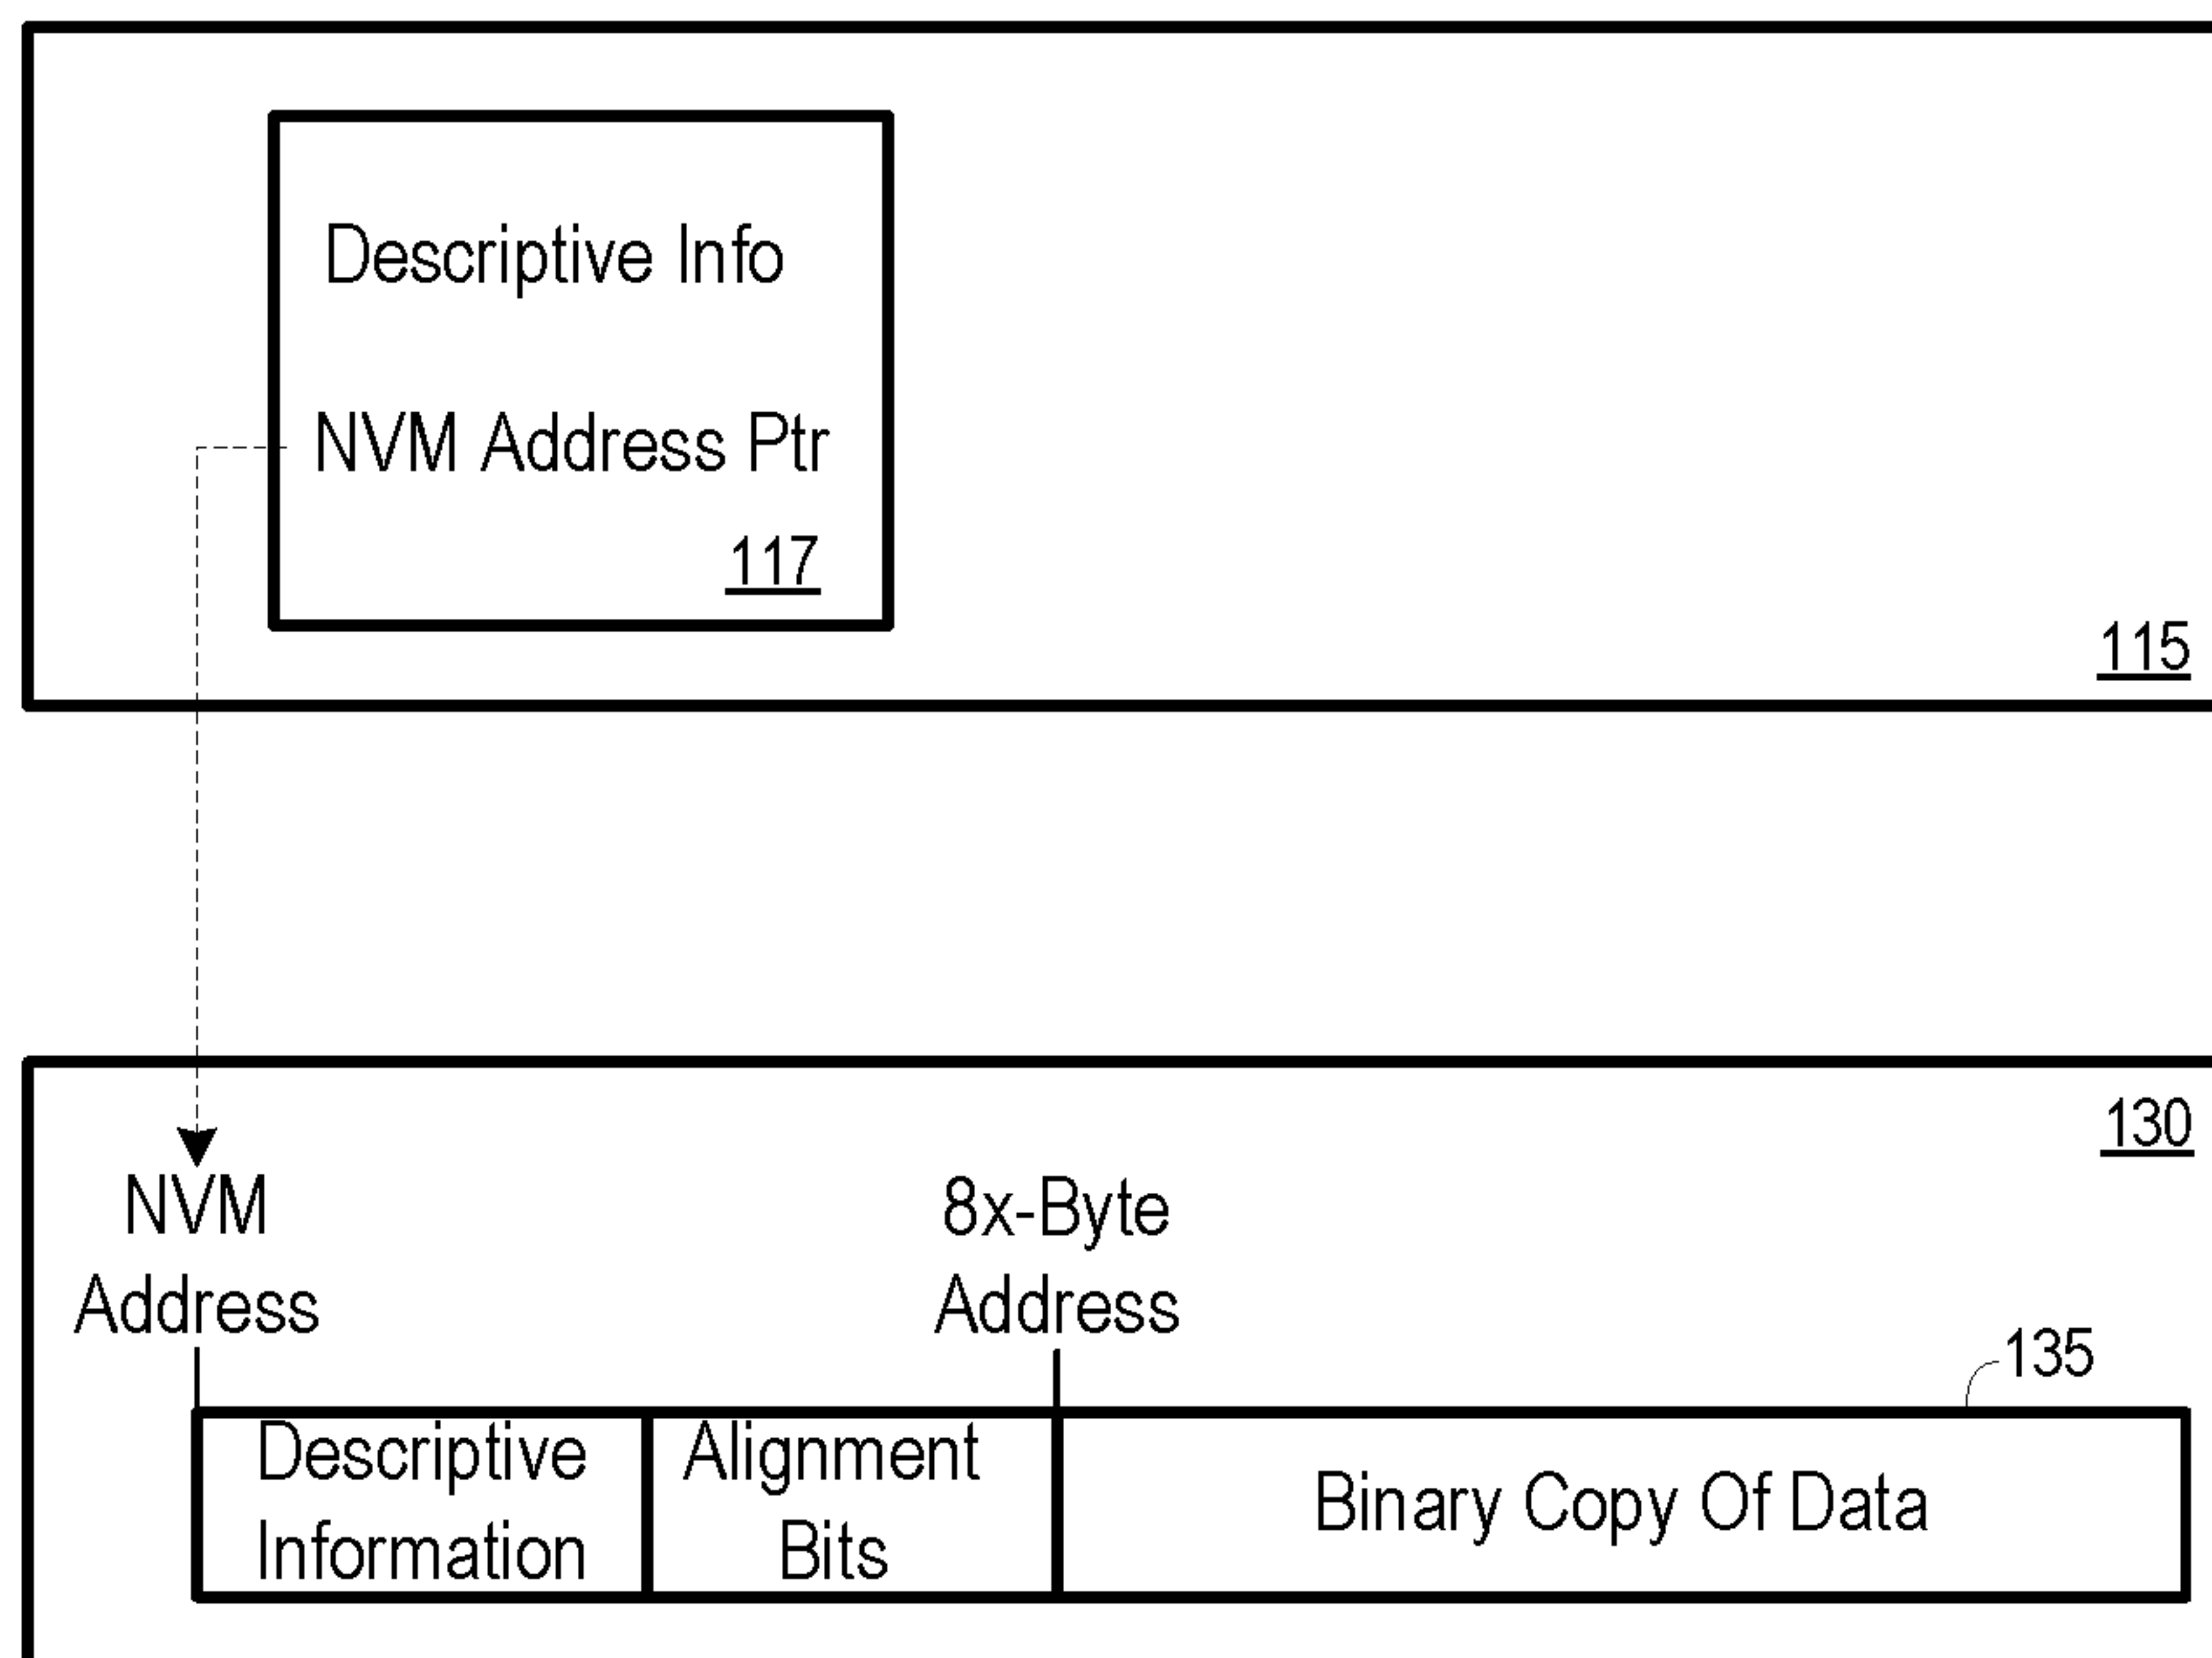 Descriptive Info
NVM Address Ptr
117
115
130
NVM
Address
8x-Byte
Address
135
Descriptive
Information
Alignment
Bits
Binary Copy Of Data